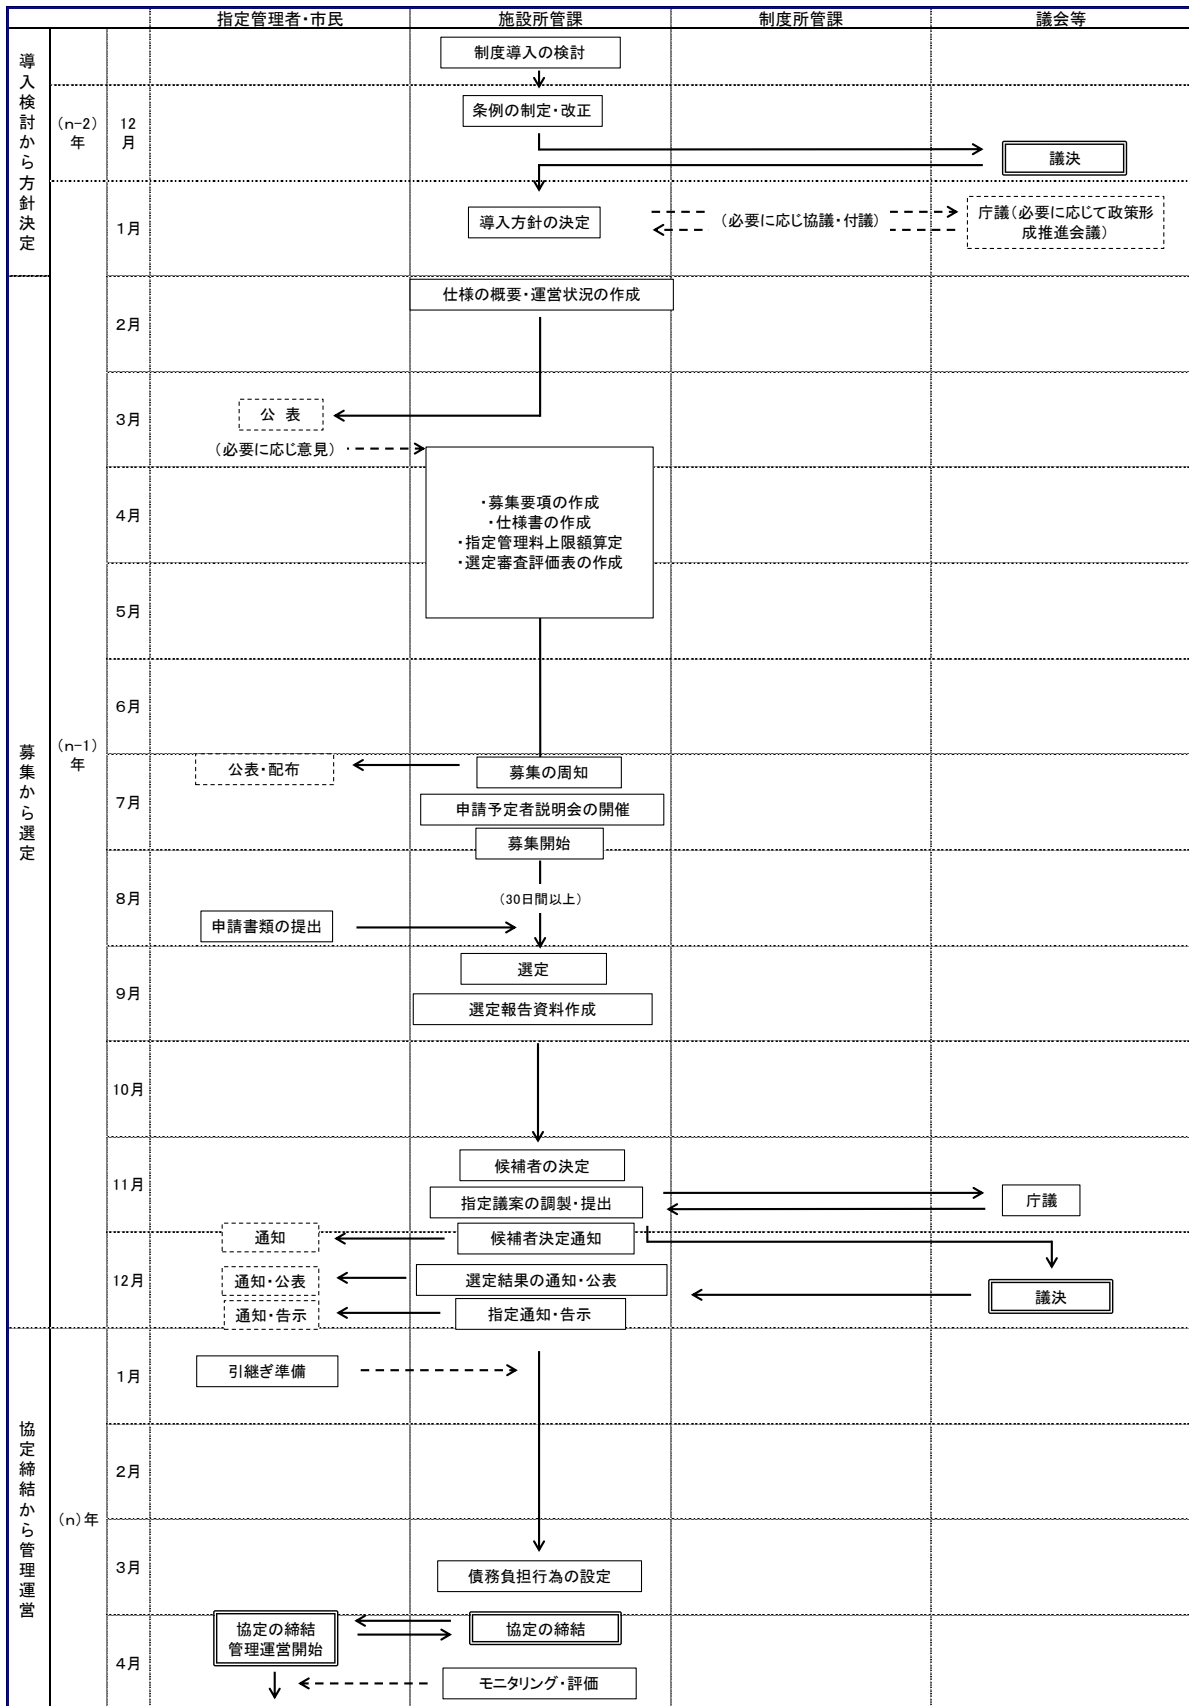 指定管理者・市民
施設所管課
制度所管課
議会等
導入検討から方針決定
制度導入の検討
(n-2)
年
12
月
条例の制定・改正
議決
1月
導入方針の決定
(必要に応じ協議・付議)
庁議(必要に応じて政策形
成推進会議)
募集から選定
(n-1)
年
2月
仕様の概要・運営状況の作成
3月
公 表
(必要に応じ意見)
4月
・募集要項の作成
・仕様書の作成
・指定管理料上限額算定
・選定審査評価表の作成
5月
6月
7月
公表・配布
募集の周知
申請予定者説明会の開催
募集開始
8月
(30日間以上)
申請書類の提出
9月
選定
選定報告資料作成
10月
11月
候補者の決定
指定議案の調製・提出
庁議
12月
通知
候補者決定通知
通知・公表
選定結果の通知・公表
議決
通知・告示
指定通知・告示
協定締結から管理運営
(n)年
1月
引継ぎ準備
2月
3月
債務負担行為の設定
4月
協定の締結
管理運営開始
協定の締結
モニタリング・評価